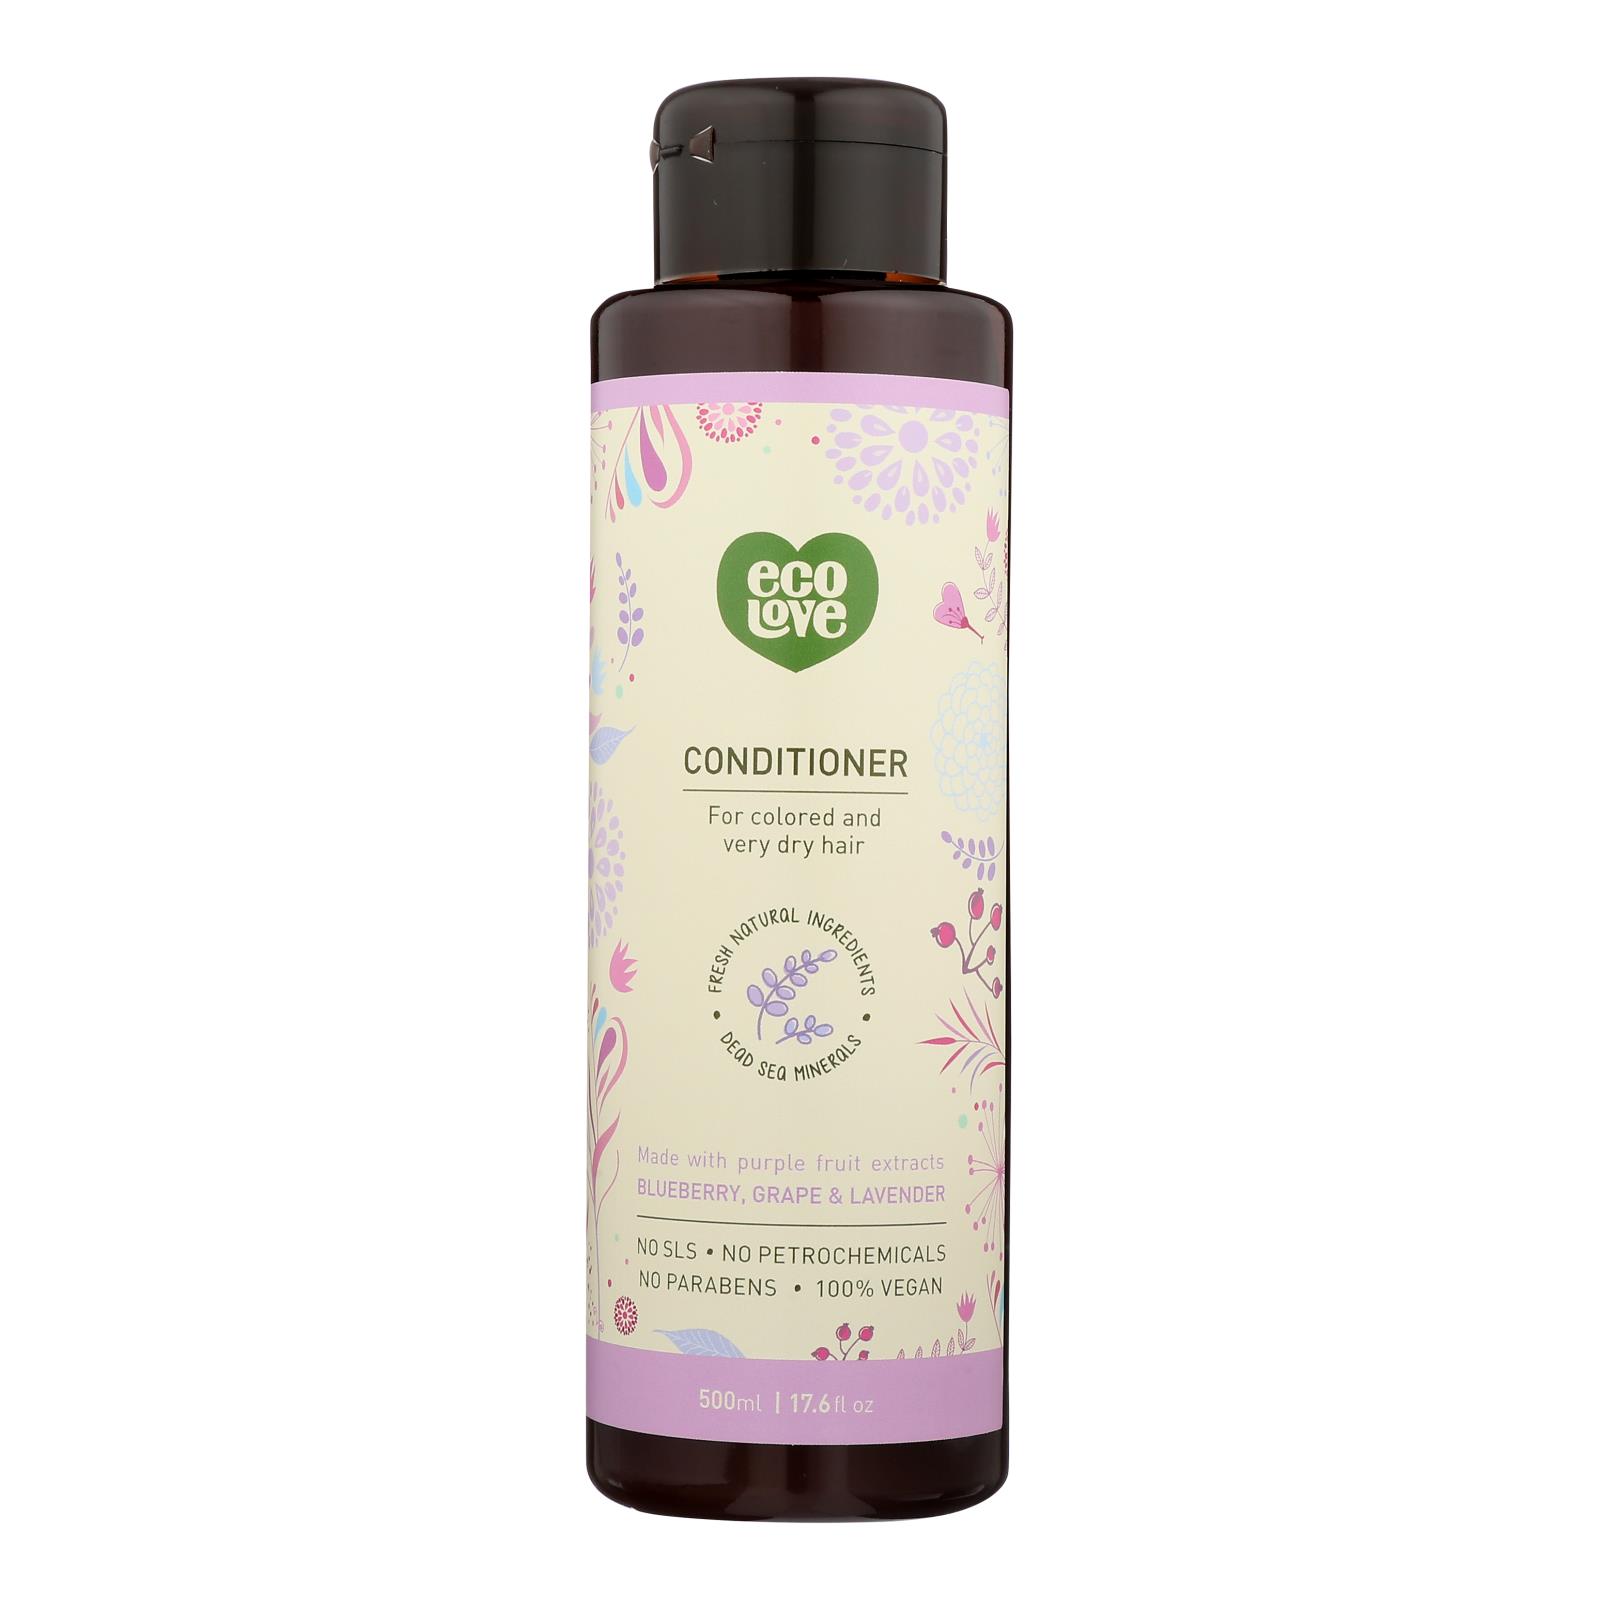 eco
Love
CONDITIONER
For colored and
very dry hair
FRESH NATURAL INGREDIENTS
• DEAD SEA MINERALS •
Made with purple fruit extracts
BLUEBERRY, GRAPE & LAVENDER
NO SLS • NO PETROCHEMICALS
NO PARABENS • 100% VEGAN
500ml | 17.6 fl oz